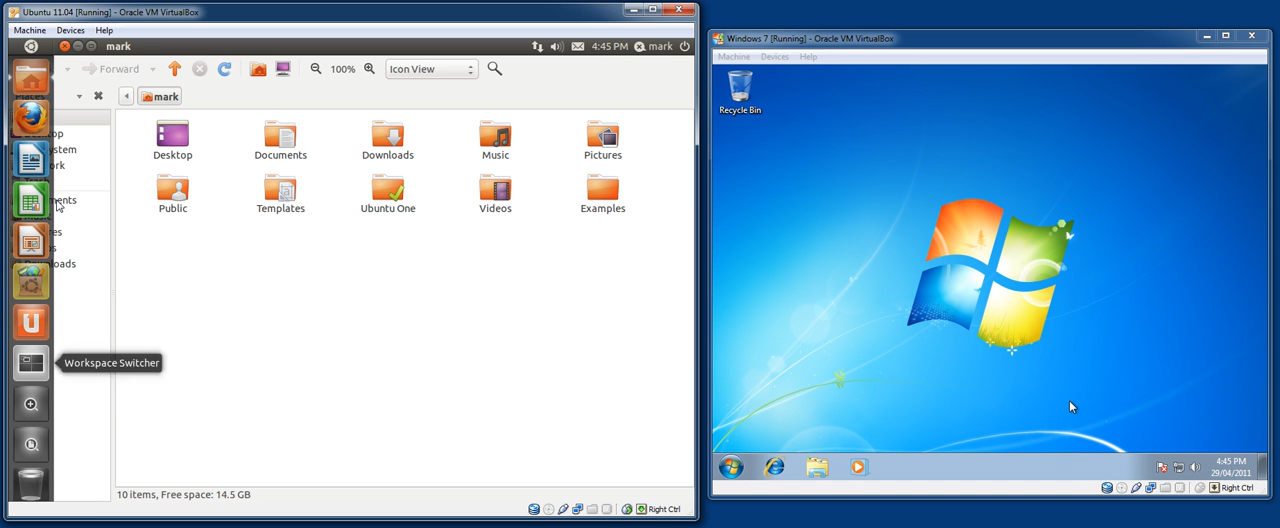 Ubuntu 11.04 [Running] - Oracle VM VirtualBox
Machine Devices Help
mark 4:45 PM mark
Forward 100% Icon View
mark
ments
Desktop Documents Downloads Music Pictures
Public Templates Ubuntu One Videos Examples
Workspace Switcher
10 items, Free space: 14.5 GB
Right Ctrl
Windows 7 [Running] - Oracle VM VirtualBox
Machine Devices Help
Recycle Bin
4:45 PM
29/04/2011
Right Ctrl